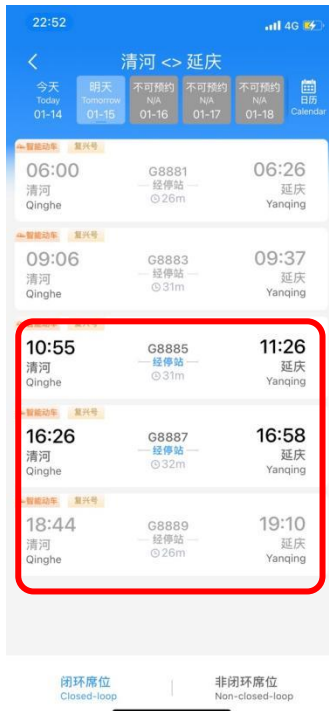 22:52
4G
清河 <> 延庆
今天 明天 不可预约 不可预约 不可预约 日历
Today Tomorrow N/A N/A N/A Calendar
01-14 01-15 01-16 01-17 01-18
智能动车 复兴号
06:00 G8881 06:26
清河 经停站 延庆
Qinghe 26m Yanqing
智能动车 复兴号
09:06 G8883 09:37
清河 经停站 延庆
Qinghe 31m Yanqing
智能动车 复兴号
10:55 G8885 11:26
清河 经停站 延庆
Qinghe 31m Yanqing
智能动车 复兴号
16:26 G8887 16:58
清河 经停站 延庆
Qinghe 32m Yanqing
智能动车 复兴号
18:44 G8889 19:10
清河 经停站 延庆
Qinghe 26m Yanqing
闭环席位 非闭环席位
Closed-loop Non-closed-loop